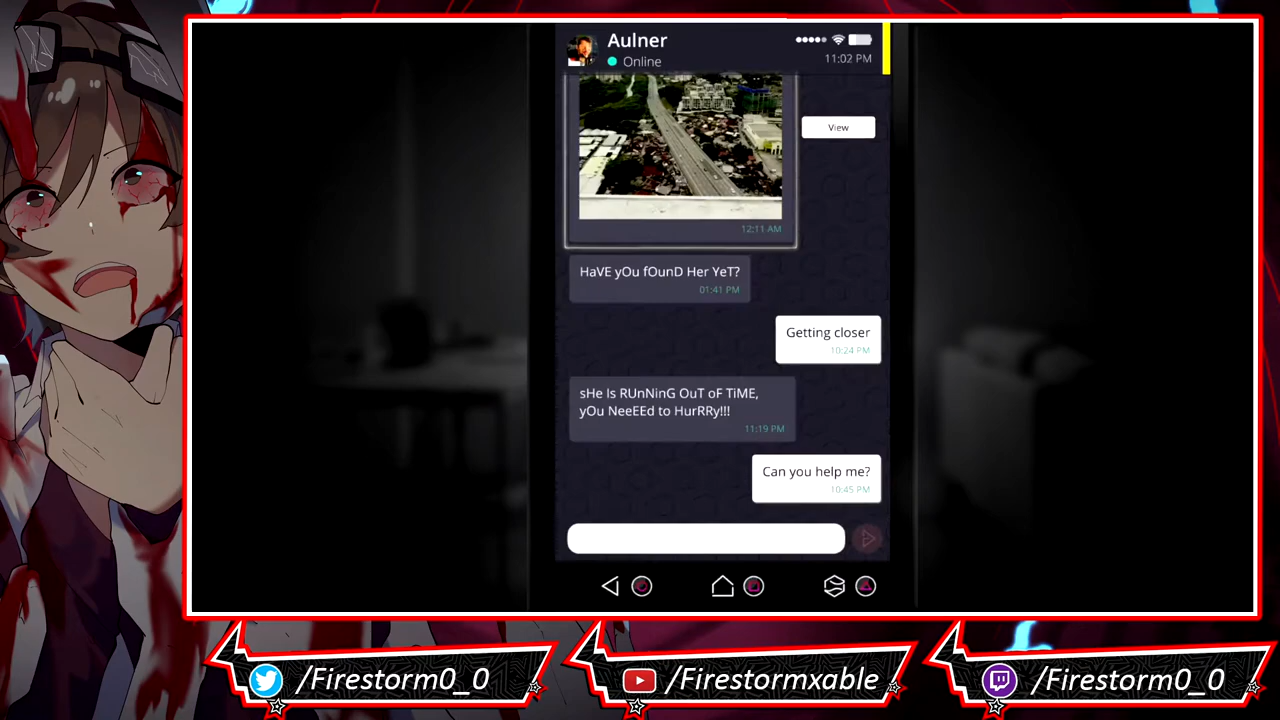 Aulner
Online
11:02 PM
View
12:11 AM
HaVE yOu fOunD Her YeT?
01:41 PM
Getting closer
10:24 PM
sHe Is RUnNinG OuT oF TiME,
yOu NeeEEd to HurRRy!!!
11:19 PM
Can you help me?
10:45 PM
/Firestorm0_0
/Firestormxable
/Firestorm0_0